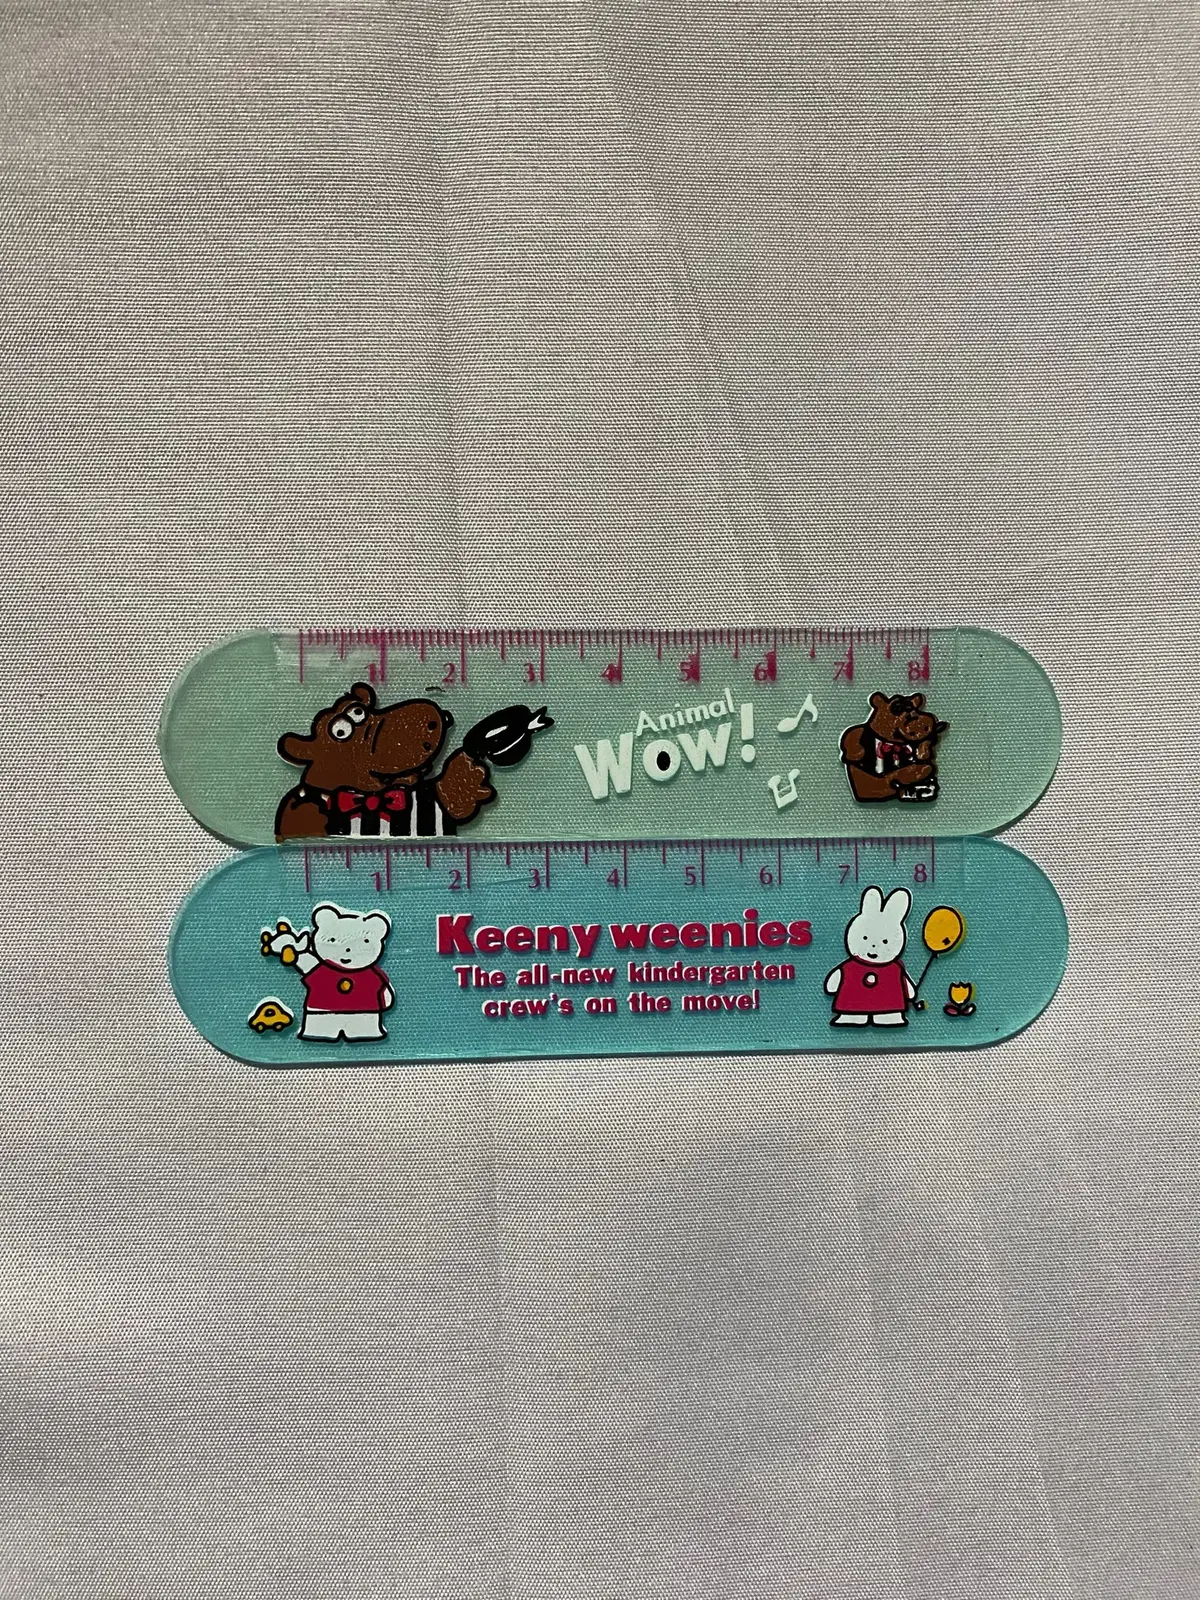 1 2 3 4 5 6 7 8
Animal
Wow!
1 2 3 4 5 6 7 8
Keeny weenies
The all-new kindergarten
crew's on the move!